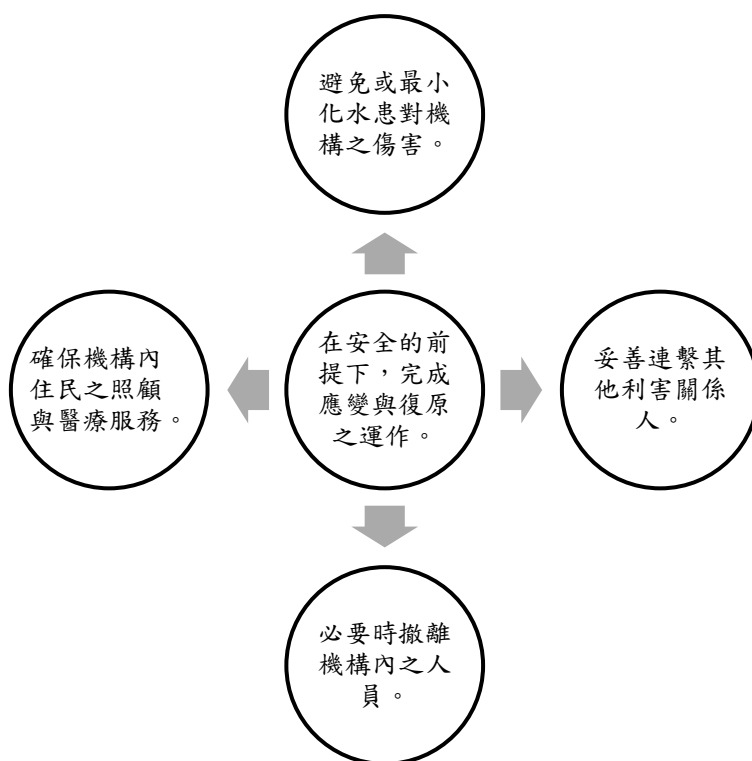 避免或最小
化水患對機
構之傷害。
確保機構內
住民之照顧
與醫療服務。
在安全的前
提下，完成
應變與復原
之運作。
妥善連繫其
他利害關係
人。
必要時撤離
機構內之人
員。